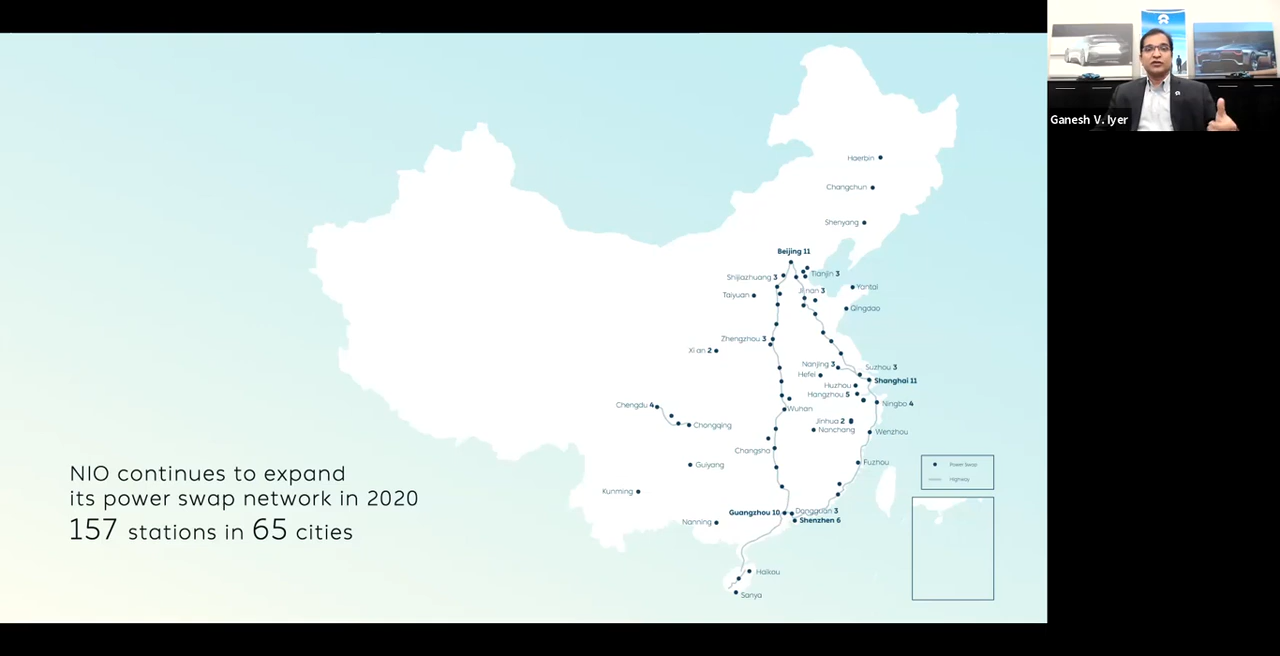 Ganesh V. Iyer
Haerbin
Changchun
Shenyang
Beijing 11
Tianjin 3
Shijiazhuang 3
Jinan 3
Yantai
Taiyuan
Qingdao
Zhengzhou 3
Xi an 2
Nanjing 3
Suzhou 3
Hefei
Shanghai 11
Huzhou
Hangzhou 5
Ningbo 4
Chengdu 4
Wuhan
Jinhua 2
Chongqing
Nanchang
Wenzhou
Changsha
Guiyang
Fuzhou
Power Swap
Highway
NIO continues to expand
its power swap network in 2020
157 stations in 65 cities
Kunming
Guangzhou 10
Dongguan 3
Nanning
Shenzhen 6
Haikou
Sanya